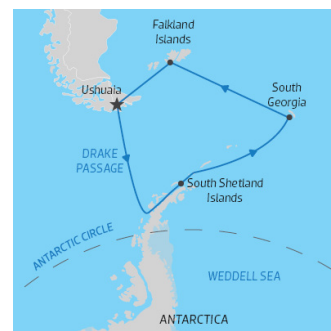 Falkland
Islands
Ushuaia
South
Georgia
DRAKE
PASSAGE
South Shetland
Islands
ANTARCTIC CIRCLE
WEDDELL SEA
ANTARCTICA